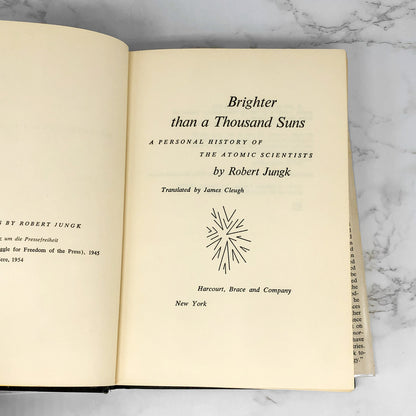 S BY ROBERT JUNGK
um die Pressefreiheit
ggle for Freedom of the Press), 1945
ere, 1954
Brighter
than a Thousand Suns
A PERSONAL HISTORY OF
THE ATOMIC SCIENTISTS
by Robert Jungk
Translated by James Cleugh
Harcourt, Brace and Company
New York